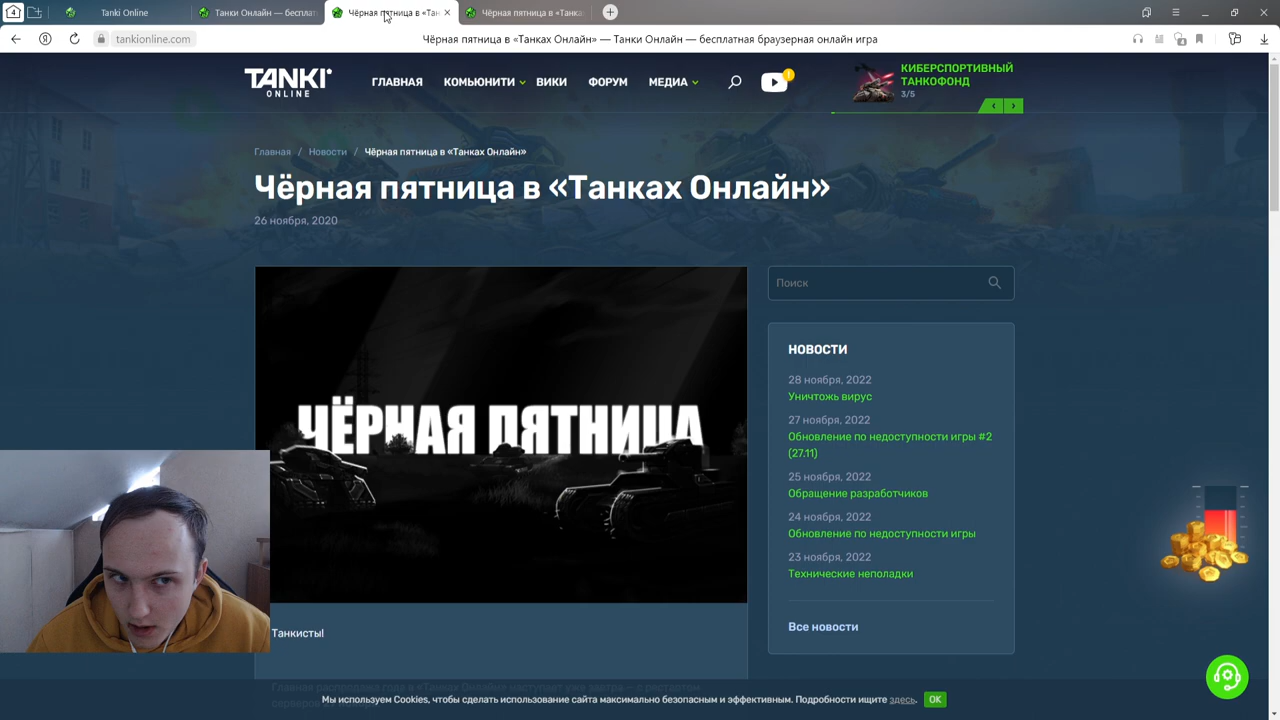 4
Tanki Online
Танки Онлайн — бесплат
Чёрная пятница в «Тан
Чёрная пятница в «Танка
tankionline.com
Чёрная пятница в «Танках Онлайн» — Танки Онлайн — бесплатная браузерная онлайн игра
TANKI
ONLINE
ГЛАВНАЯ
КОМЬЮНИТИ
ВИКИ
ФОРУМ
МЕДИА
КИБЕРСПОРТИВНЫЙ
ТАНКОФОНД
3/5
Главная / Новости / Чёрная пятница в «Танках Онлайн»
Чёрная пятница в «Танках Онлайн»
26 ноября, 2020
ЧЁРНАЯ ПЯТНИЦА
Танкисты!
Поиск
НОВОСТИ
28 ноября, 2022
Уничтожь вирус
27 ноября, 2022
Обновление по недоступности игры #2
(27.11)
25 ноября, 2022
Обращение разработчиков
24 ноября, 2022
Обновление по недоступности игры
23 ноября, 2022
Технические неполадки
Все новости
Мы используем Cookies, чтобы сделать использование сайта максимально безопасным и эффективным. Подробности ищите здесь.
OK